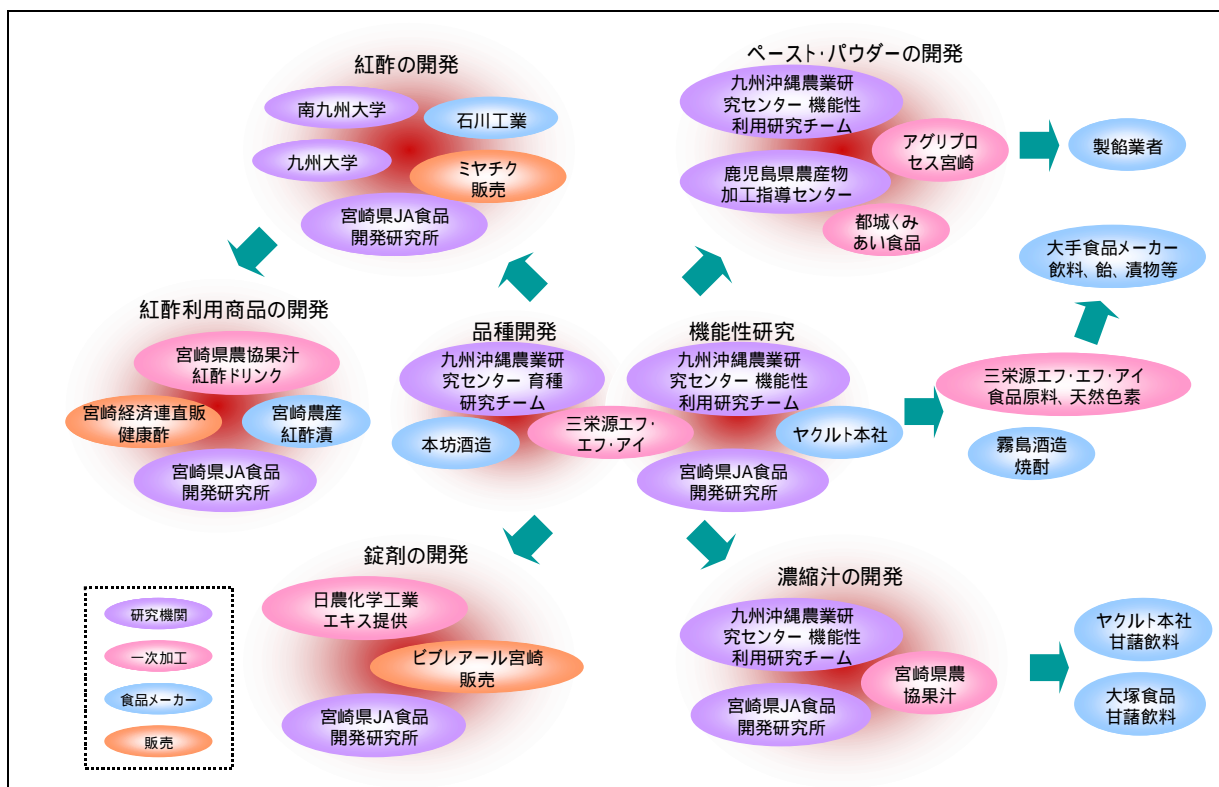 紅酢の開発
南九州大学
石川工業
九州大学
ミヤチク
販売
宮崎県JA食品
開発研究所
ペースト・パウダーの開発
九州沖縄農業研
究センター 機能性
利用研究チーム
アグリプロ
セス宮崎
鹿児島県農産物
加工指導センター
都城くみ
あい食品
製餡業者
大手食品メーカー
飲料、飴、漬物等
紅酢利用商品の開発
宮崎県農協果汁
紅酢ドリンク
宮崎経済連直販
健康酢
宮崎農産
紅酢漬
宮崎県JA食品
開発研究所
品種開発
九州沖縄農業研
究センター 育種
研究チーム
本坊酒造
三栄源エフ・
エフ・アイ
機能性研究
九州沖縄農業研
究センター 機能性
利用研究チーム
ヤクルト本社
宮崎県JA食品
開発研究所
三栄源エフ・エフ・アイ
食品原料、天然色素
霧島酒造
焼酎
錠剤の開発
日農化学工業
エキス提供
ビブレアール宮崎
販売
宮崎県JA食品
開発研究所
濃縮汁の開発
九州沖縄農業研
究センター 機能性
利用研究チーム
宮崎県農
協果汁
宮崎県JA食品
開発研究所
ヤクルト本社
甘藷飲料
大塚食品
甘藷飲料
研究機関
一次加工
食品メーカー
販売